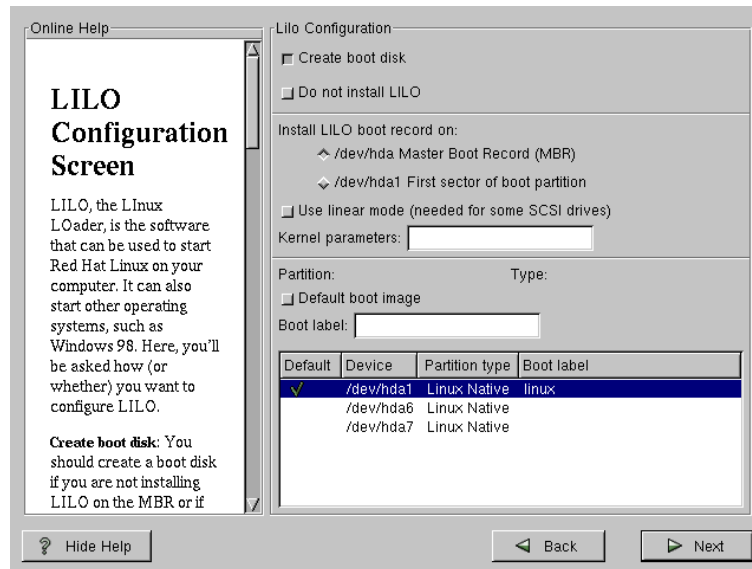 Online Help
LILO
Configuration
Screen
LILO, the LInux
LOader, is the software
that can be used to start
Red Hat Linux on your
computer. It can also
start other operating
systems, such as
Windows 98. Here, you'll
be asked how (or
whether) you want to
configure LILO.
Create boot disk: You
should create a boot disk
if you are not installing
LILO on the MBR or if
Lilo Configuration
Create boot disk
Do not install LILO
Install LILO boot record on:
/dev/hda Master Boot Record (MBR)
/dev/hda1 First sector of boot partition
Use linear mode (needed for some SCSI drives)
Kernel parameters:
Partition: Type:
Default boot image
Boot label:
Default Device Partition type Boot label
/dev/hda1 Linux Native linux
/dev/hda6 Linux Native
/dev/hda7 Linux Native
Hide Help Back Next